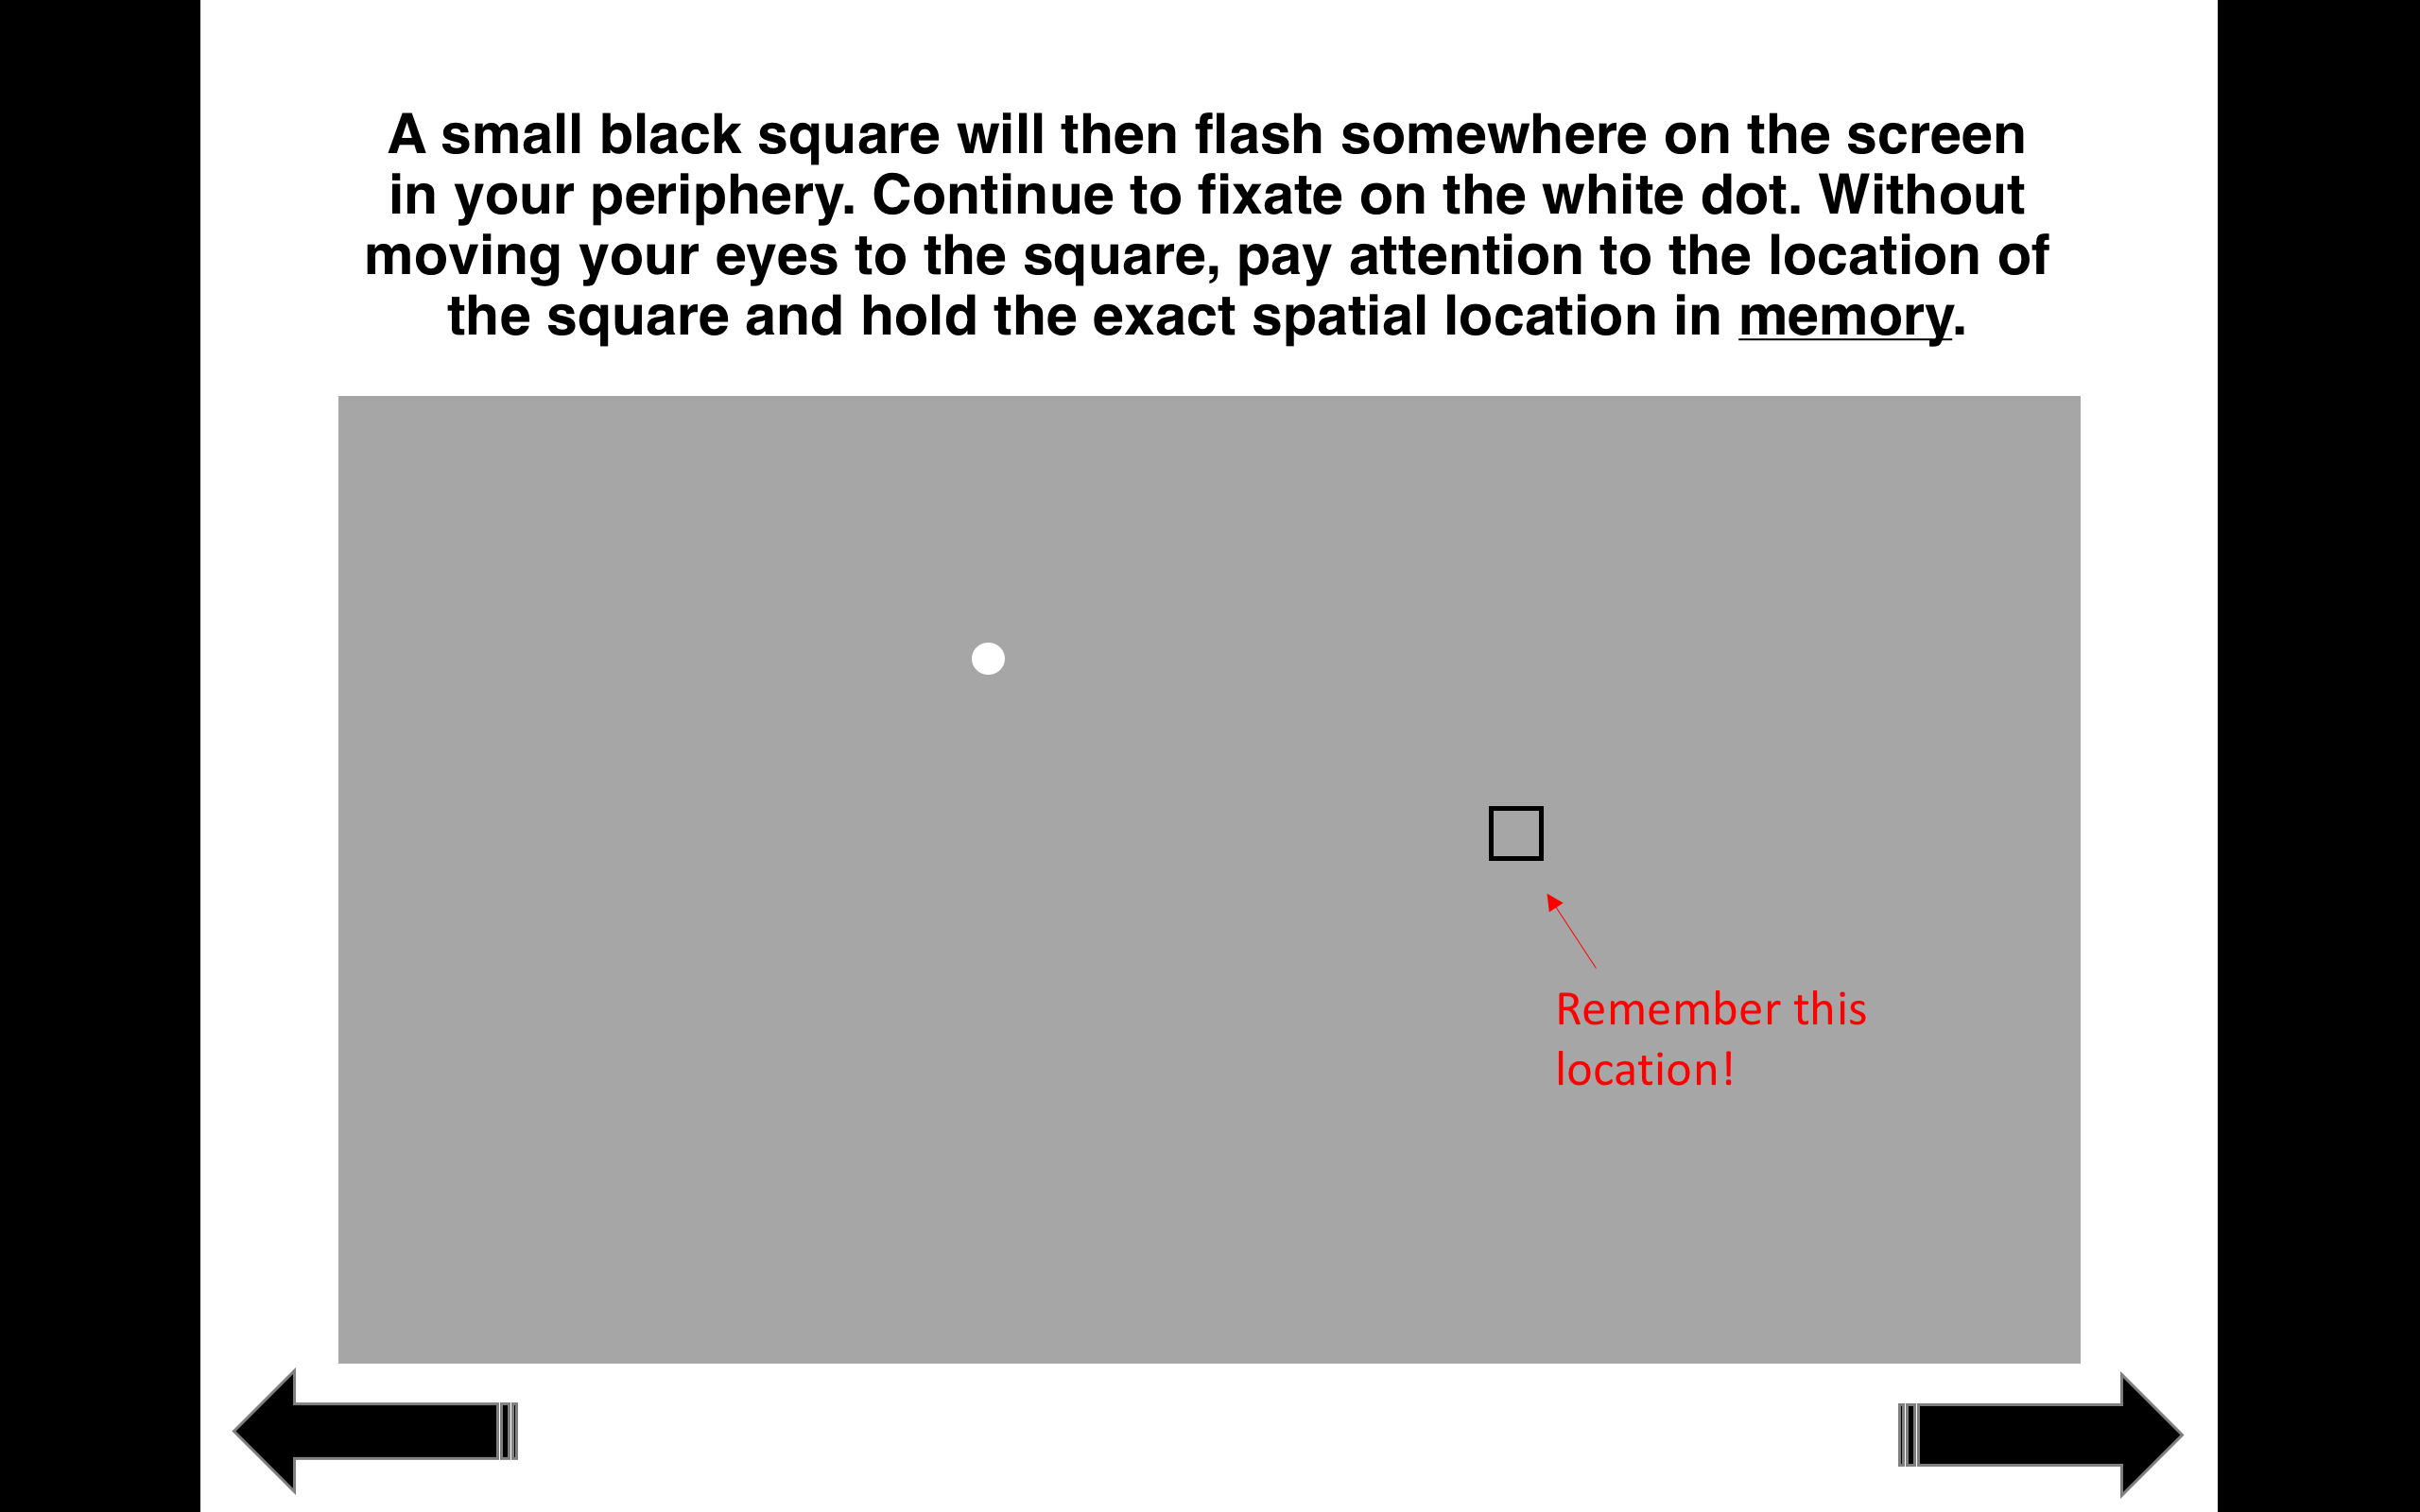 A small black square will then flash somewhere on the screen
in your periphery. Continue to fixate on the white dot. Without
moving your eyes to the square, pay attention to the location of
the square and hold the exact spatial location in memory.
Remember this
location!